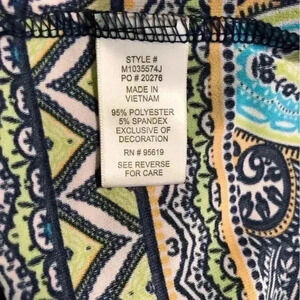 STYLE #
M1035574J
PO # 20276
MADE IN
VIETNAM
95% POLYESTER
5% SPANDEX
EXCLUSIVE OF
DECORATION
RN # 95619
SEE REVERSE
FOR CARE